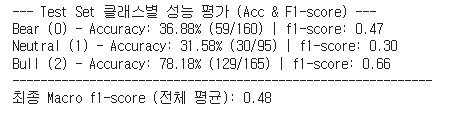 --- Test Set 클래스별 성능 평가 (Acc & F1-score) ---
Bear (0) - Accuracy: 36.88% (59/160) | f1-score: 0.47
Neutral (1) - Accuracy: 31.58% (30/95) | f1-score: 0.30
Bull (2) - Accuracy: 78.18% (129/165) | f1-score: 0.66
------------------------------------------------------------
최종 Macro f1-score (전체 평균): 0.48